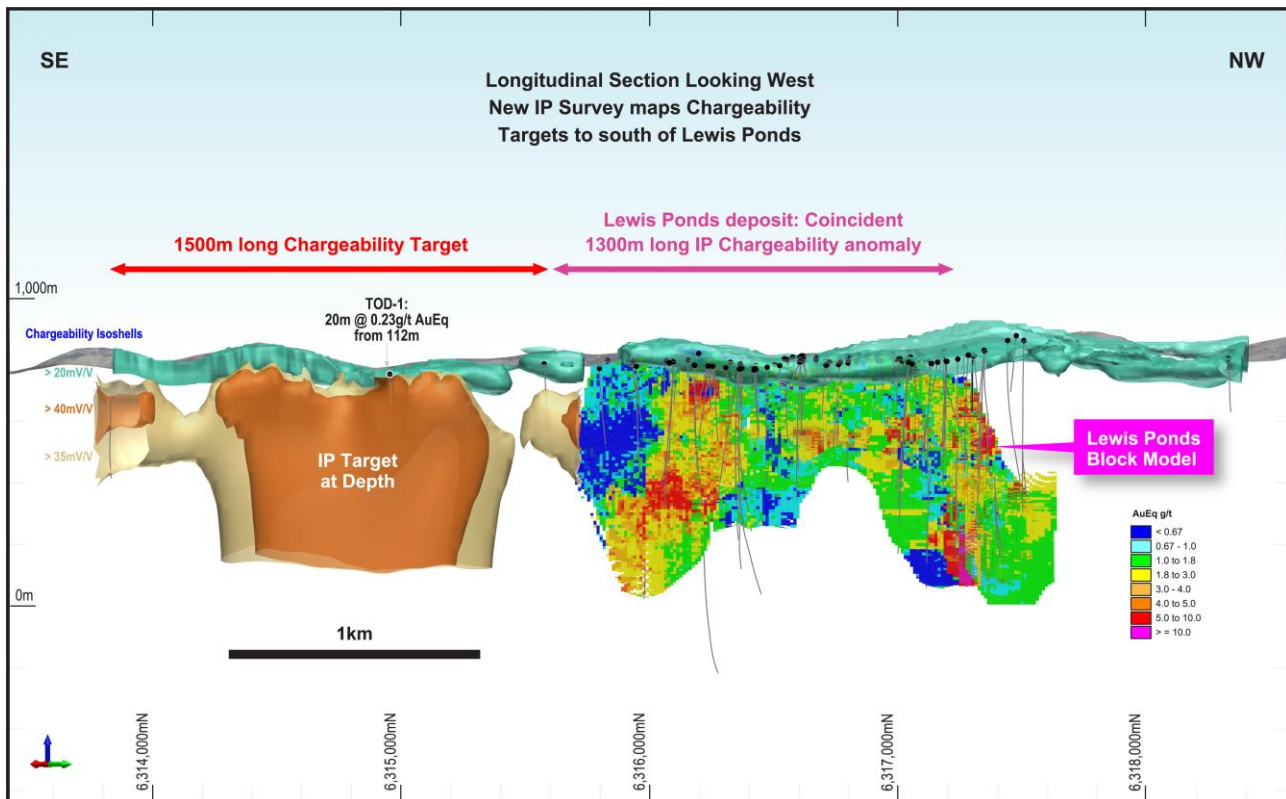 SE
NW
Longitudinal Section Looking West
New IP Survey maps Chargeability
Targets to south of Lewis Ponds
1500m long Chargeability Target
Lewis Ponds deposit: Coincident
1300m long IP Chargeability anomaly
1,000m
TOD-1:
20m @ 0.23g/t AuEq
from 112m
Chargeability Isoshells
> 20mV/V
> 40mV/V
> 35mV/V
IP Target
at Depth
Lewis Ponds
Block Model
AuEq g/t
< 0.67
0.67 - 1.0
1.0 to 1.8
1.8 to 3.0
3.0 - 4.0
4.0 to 5.0
5.0 to 10.0
> = 10.0
0m
1km
6,314,000mN
6,315,000mN
6,316,000mN
6,317,000mN
6,318,000mN